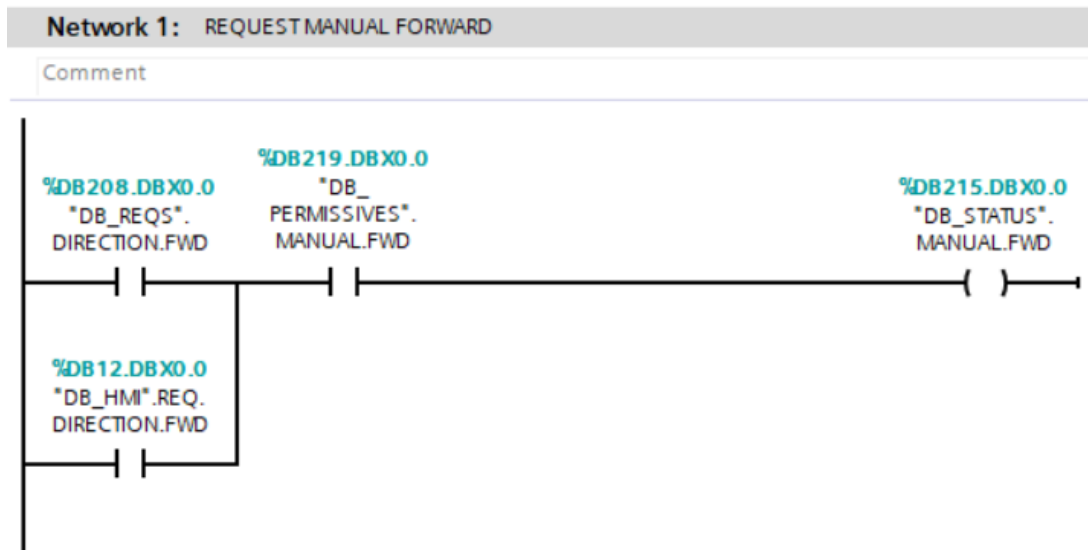 Network 1: REQUEST MANUAL FORWARD
Comment
%DB208.DBX0.0
"DB_REQS".
DIRECTION.FWD
%DB219.DBX0.0
"DB_
PERMISSIVES".
MANUAL.FWD
%DB215.DBX0.0
"DB_STATUS".
MANUAL.FWD
%DB12.DBX0.0
"DB_HMI".REQ.
DIRECTION.FWD